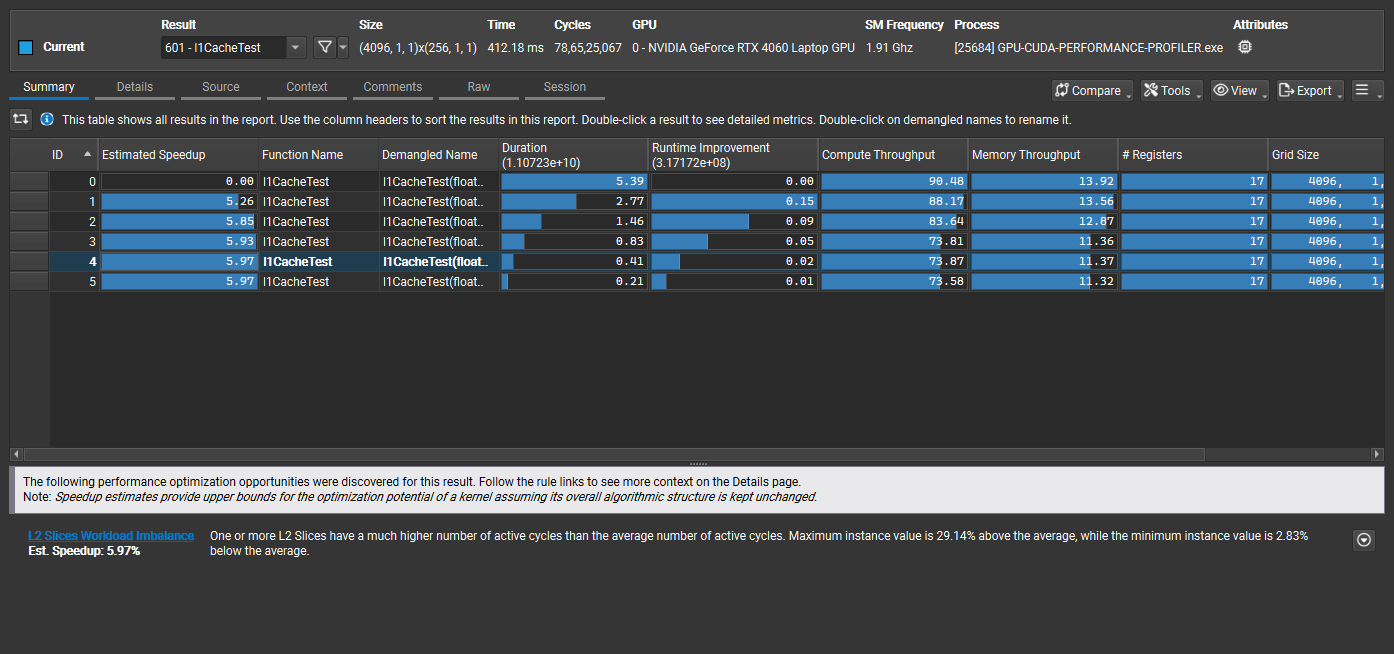 Result Size Time Cycles GPU SM Frequency Process Attributes
Current 601 - l1CacheTest (4096, 1, 1)x(256, 1, 1) 412.18 ms 78,65,25,067 0 - NVIDIA GeForce RTX 4060 Laptop GPU 1.91 Ghz [25684] GPU-CUDA-PERFORMANCE-PROFILER.exe
Summary Details Source Context Comments Raw Session Compare Tools View Export
This table shows all results in the report. Use the column headers to sort the results in this report. Double-click a result to see detailed metrics. Double-click on demangled names to rename it.
ID Estimated Speedup Function Name Demangled Name Duration (1.10723e+10) Runtime Improvement (3.17172e+08) Compute Throughput Memory Throughput # Registers Grid Size
0 0.00 l1CacheTest l1CacheTest(float.. 5.39 0.00 90.48 13.92 17 4096, 1,
1 5.26 l1CacheTest l1CacheTest(float.. 2.77 0.15 88.17 13.56 17 4096, 1,
2 5.85 l1CacheTest l1CacheTest(float.. 1.46 0.09 83.64 12.87 17 4096, 1,
3 5.93 l1CacheTest l1CacheTest(float.. 0.83 0.05 73.81 11.36 17 4096, 1,
4 5.97 l1CacheTest l1CacheTest(float.. 0.41 0.02 73.87 11.37 17 4096, 1,
5 5.97 l1CacheTest l1CacheTest(float.. 0.21 0.01 73.58 11.32 17 4096, 1,
The following performance optimization opportunities were discovered for this result. Follow the rule links to see more context on the Details page.
Note: Speedup estimates provide upper bounds for the optimization potential of a kernel assuming its overall algorithmic structure is kept unchanged.
L2 Slices Workload Imbalance One or more L2 Slices have a much higher number of active cycles than the average number of active cycles. Maximum instance value is 29.14% above the average, while the minimum instance value is 2.83%
Est. Speedup: 5.97% below the average.